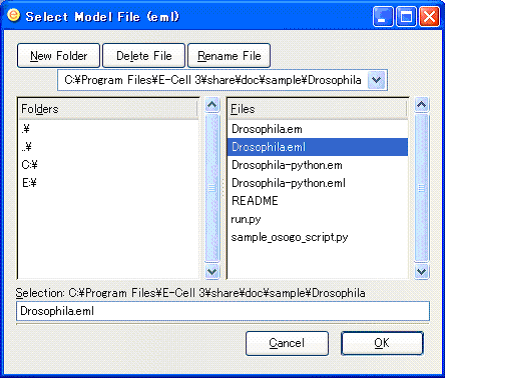 Select Model File (eml)
New Folder Delete File Rename File
C:¥Program Files¥E-Cell 3¥share¥doc¥sample¥Drosophila
Folders
.¥
..¥
C:¥
E:¥
Files
Drosophila.em
Drosophila.eml
Drosophila-python.em
Drosophila-python.eml
README
run.py
sample_osogo_script.py
Selection: C:¥Program Files¥E-Cell 3¥share¥doc¥sample¥Drosophila
Drosophila.eml
Cancel OK